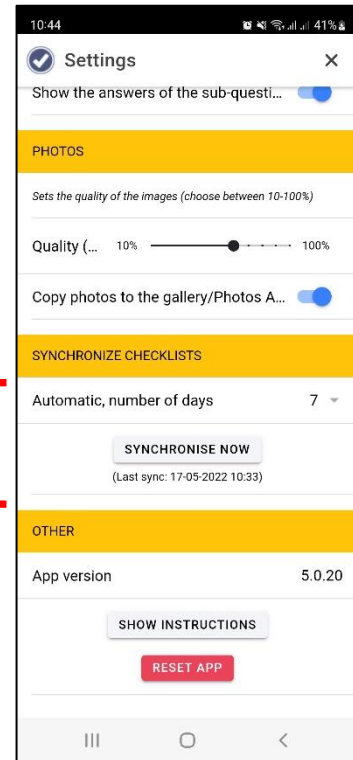 10:44 41%
Settings
Show the answers of the sub-questi...
PHOTOS
Sets the quality of the images (choose between 10-100%)
Quality (... 10% 100%
Copy photos to the gallery/Photos A...
SYNCHRONIZE CHECKLISTS
Automatic, number of days 7
SYNCHRONISE NOW
(Last sync: 17-05-2022 10:33)
OTHER
App version 5.0.20
SHOW INSTRUCTIONS
RESET APP